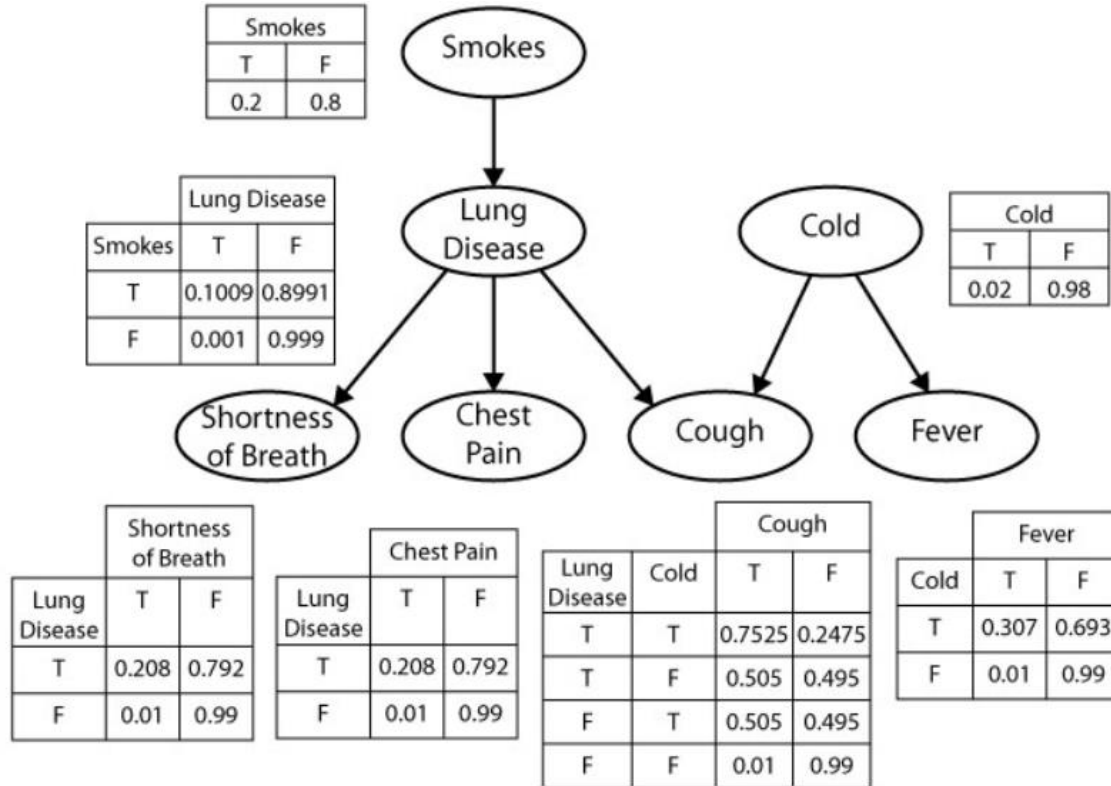 Smokes
T F
0.2 0.8
Smokes
Lung Disease
Smokes T F
T 0.1009 0.8991
F 0.001 0.999
Lung
Disease
Cold
Cold
T F
0.02 0.98
Shortness
of Breath
Chest
Pain
Cough
Fever
Shortness
of Breath
Lung
Disease T F
T 0.208 0.792
F 0.01 0.99
Chest Pain
Lung
Disease T F
T 0.208 0.792
F 0.01 0.99
Cough
Lung
Disease Cold T F
T T 0.7525 0.2475
T F 0.505 0.495
F T 0.505 0.495
F F 0.01 0.99
Fever
Cold T F
T 0.307 0.693
F 0.01 0.99